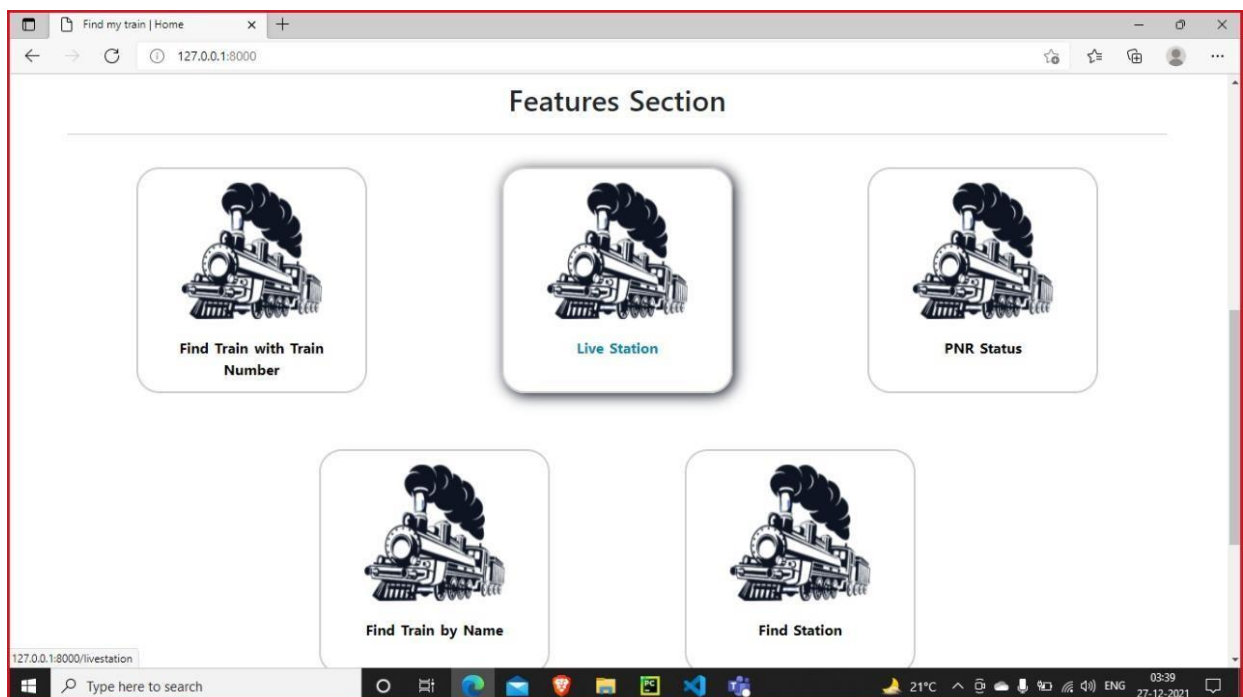 Find my train | Home
127.0.0.1:8000
Features Section
Find Train with Train
Number
Live Station
PNR Status
Find Train by Name
Find Station
127.0.0.1:8000/livestation
Type here to search
PC
21°C
ENG
03:39
27-12-2021